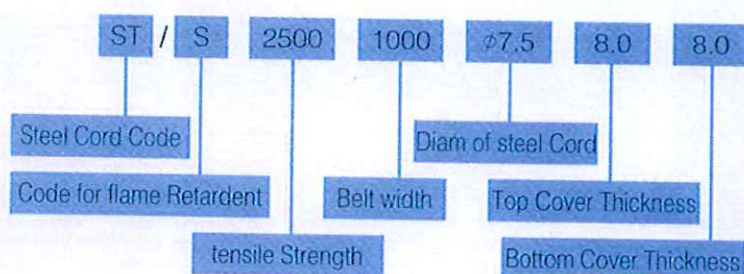 ST / S 2500 1000 ⌀7.5 8.0 8.0
Steel Cord Code
Diam of steel Cord
Code for flame Retardent
Belt width
Top Cover Thickness
tensile Strength
Bottom Cover Thickness